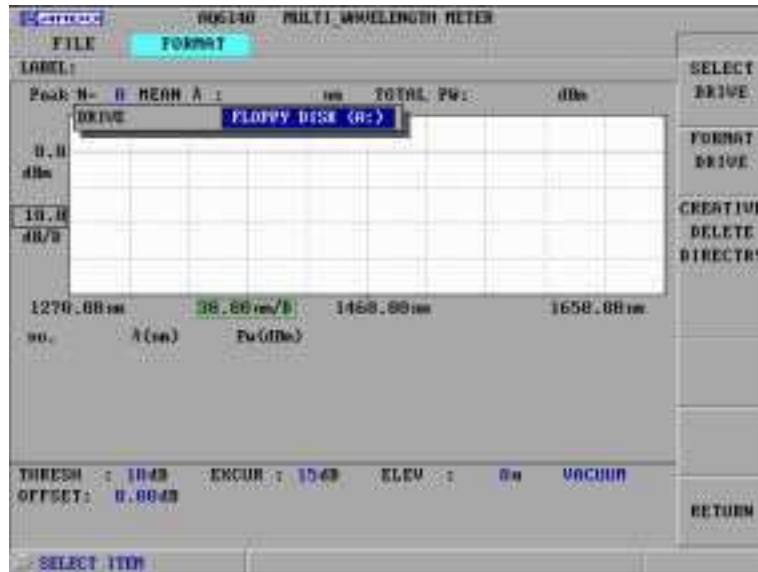 AQ6140 MULTI_WAVELENGTH METER
FILE FORMAT
LABEL:
Peak N- 0 MEAN λ : nm TOTAL PW: dBm
DRIVE FLOPPY DISK (A:)
0.0
dBm
10.0
dB/D
1270.00nm 38.00nm/D 1460.00nm 1650.00nm
no. λ(nm) Pw(dBm)
THRESH : 10dB EXCUR : 15dB ELEV : 0m VACUUM
OFFSET: 0.00dB
SELECT ITEM
SELECT
DRIVE
FORMAT
DRIVE
CREATIVE
DELETE
DIRECTRY
RETURN